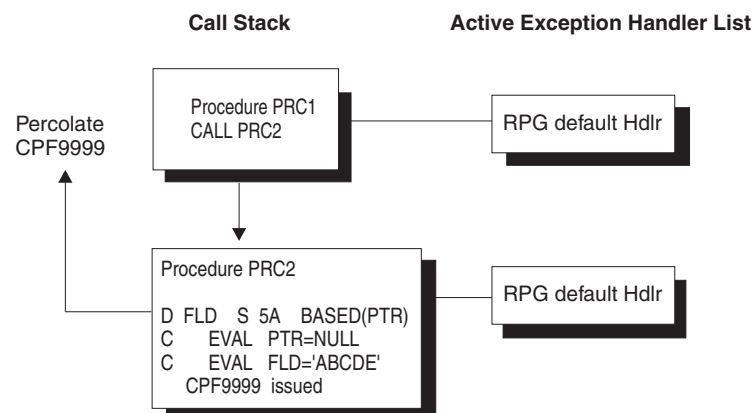 Call Stack
Active Exception Handler List
Procedure PRC1
CALL PRC2
RPG default Hdlr
Percolate
CPF9999
Procedure PRC2
D FLD S 5A BASED(PTR)
C EVAL PTR=NULL
C EVAL FLD='ABCDE'
CPF9999 issued
RPG default Hdlr